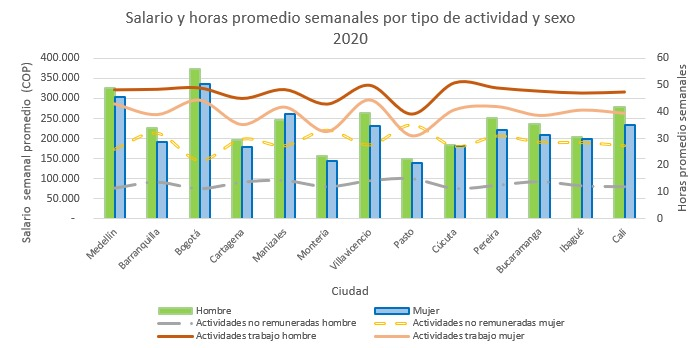 Salario y horas promedio semanales por tipo de actividad y sexo
2020
Salario semanal promedio (COP)
400.000
350.000
300.000
250.000
200.000
150.000
100.000
50.000
-
60
50
40
30
20
10
0
Horas promedio semanales
Medellín
Barranquilla
Bogotá
Cartagena
Manizales
Montería
Villavicencio
Pasto
Cúcuta
Pereira
Bucaramanga
Ibagué
Cali
Ciudad
Hombre
Mujer
Actividades no remuneradas hombre
Actividades no remuneradas mujer
Actividades trabajo hombre
Actividades trabajo mujer